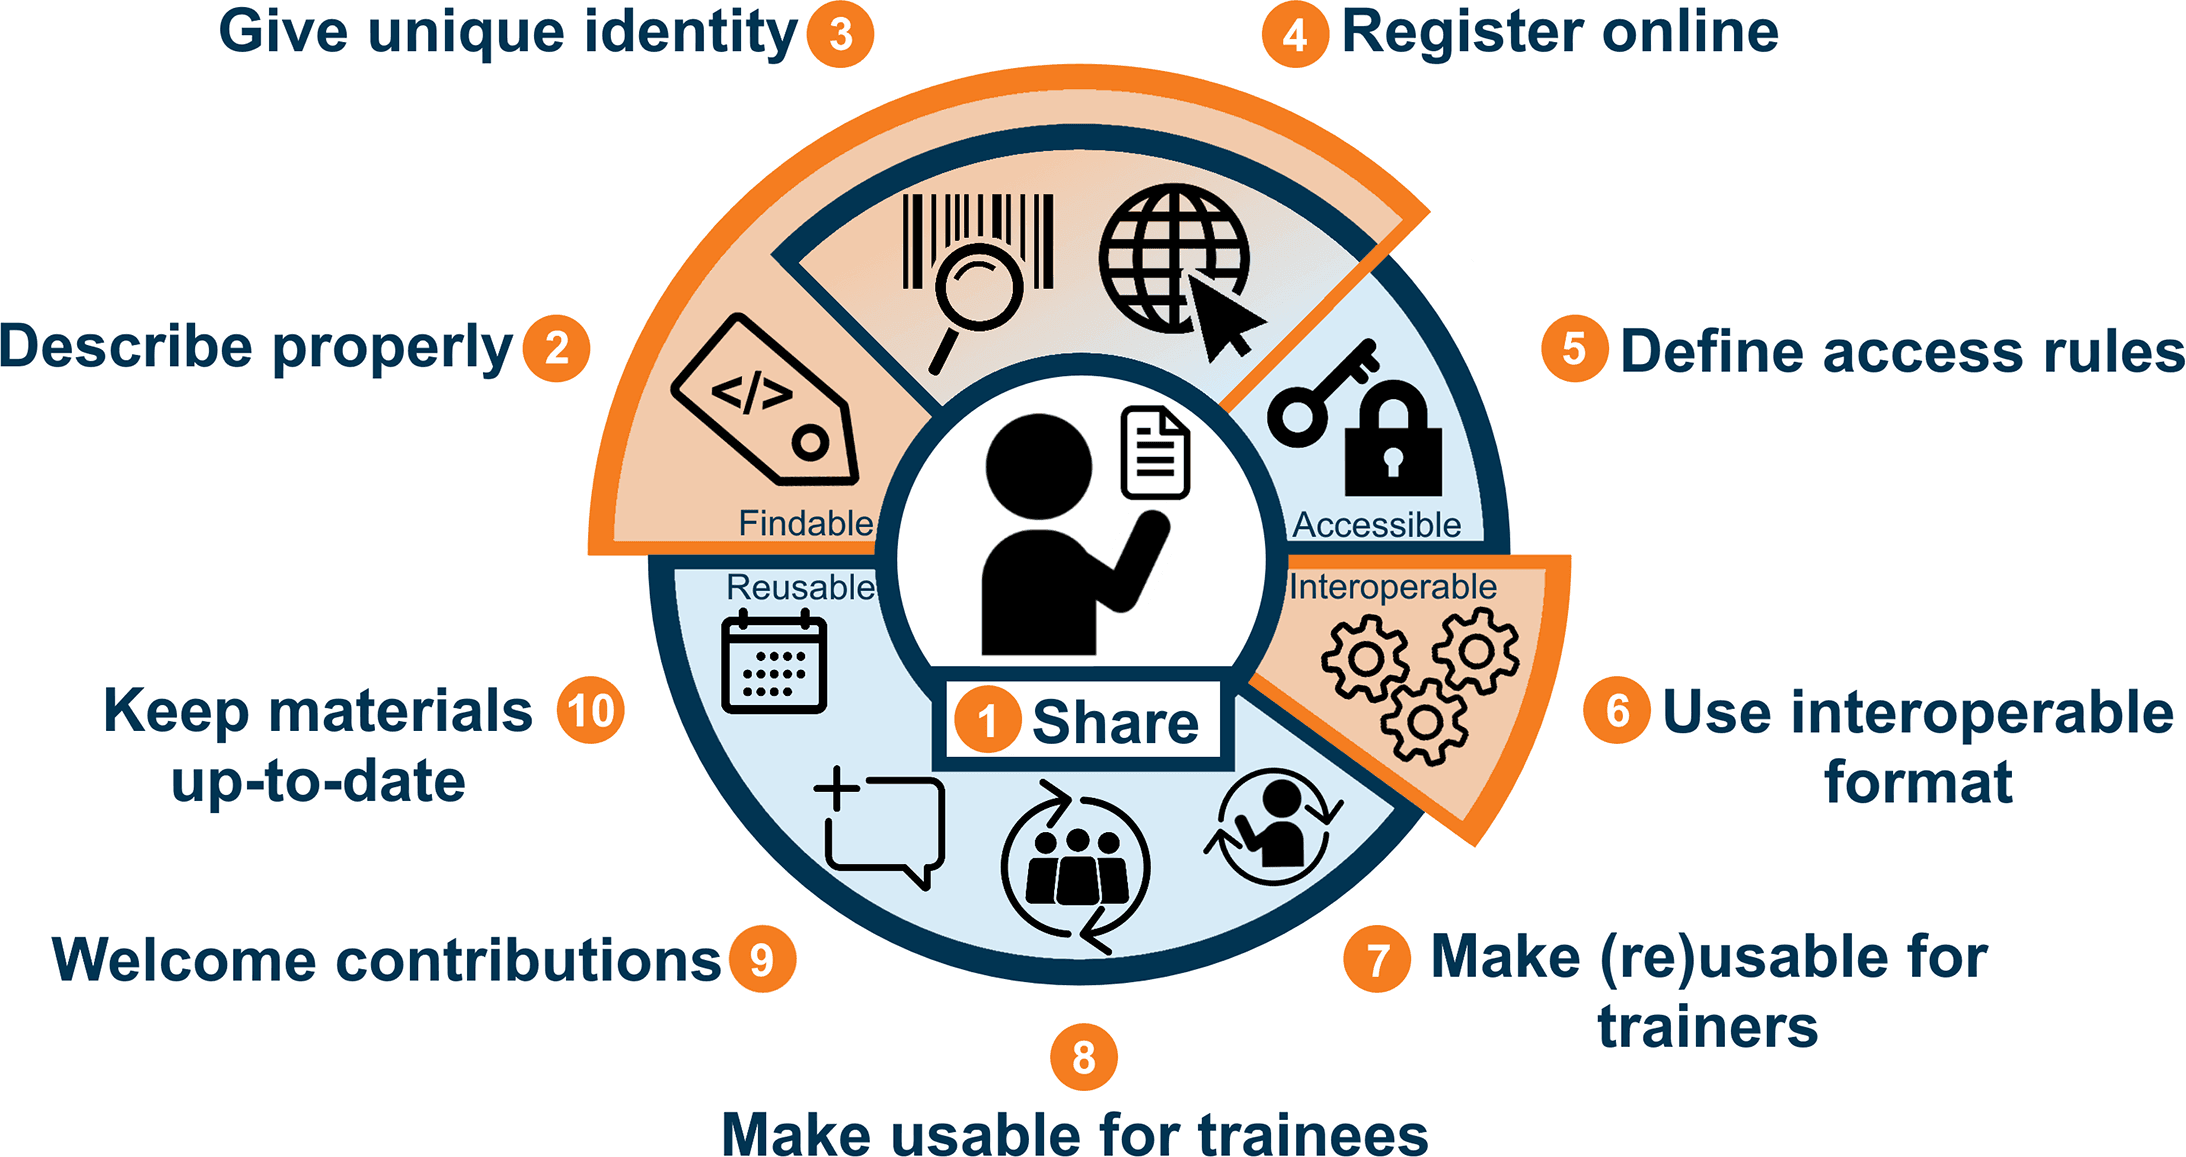 Give unique identity 3
4 Register online
Describe properly 2
5 Define access rules
</>
Findable
Accessible
Reusable
Interoperable
1 Share
Keep materials 10
up-to-date
6 Use interoperable
format
Welcome contributions 9
7 Make (re)usable for
trainers
8
Make usable for trainees